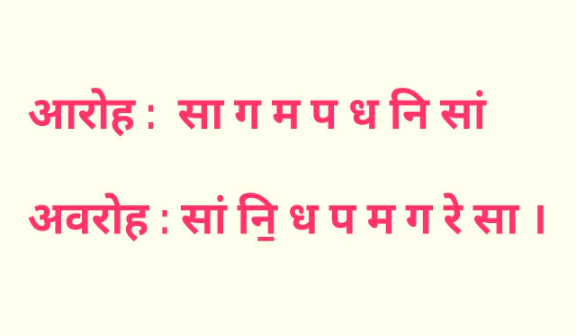 आरोह : सा ग म प ध नि सां
अवरोह : सां नि॒ ध प म ग रे सा ।